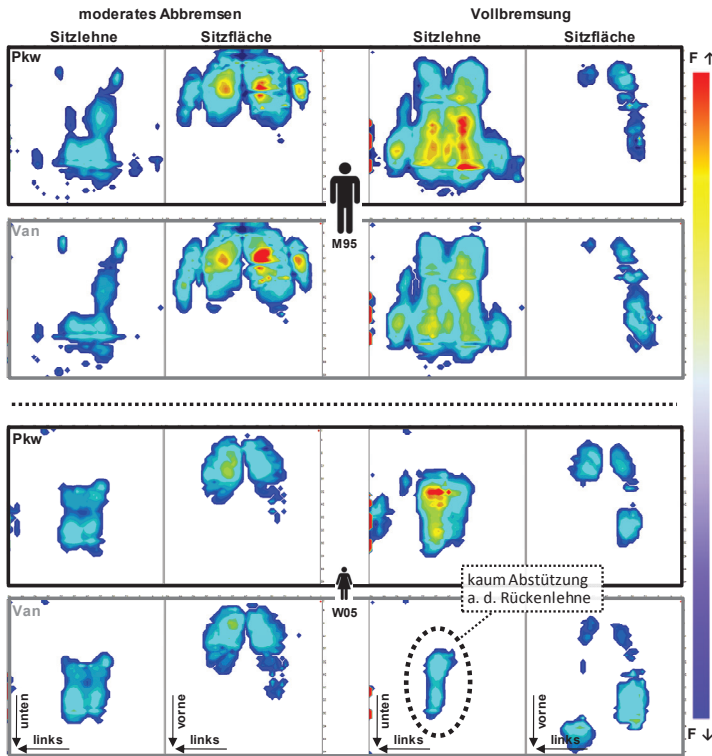 moderates Abbremsen
Vollbremsung
Sitzlehne
Sitzfläche
Sitzlehne
Sitzfläche
F ↑
Pkw
M95
Van
Pkw
kaum Abstützung
a. d. Rückenlehne
W05
Van
unten
links
vorne
links
unten
links
vorne
links
F ↓